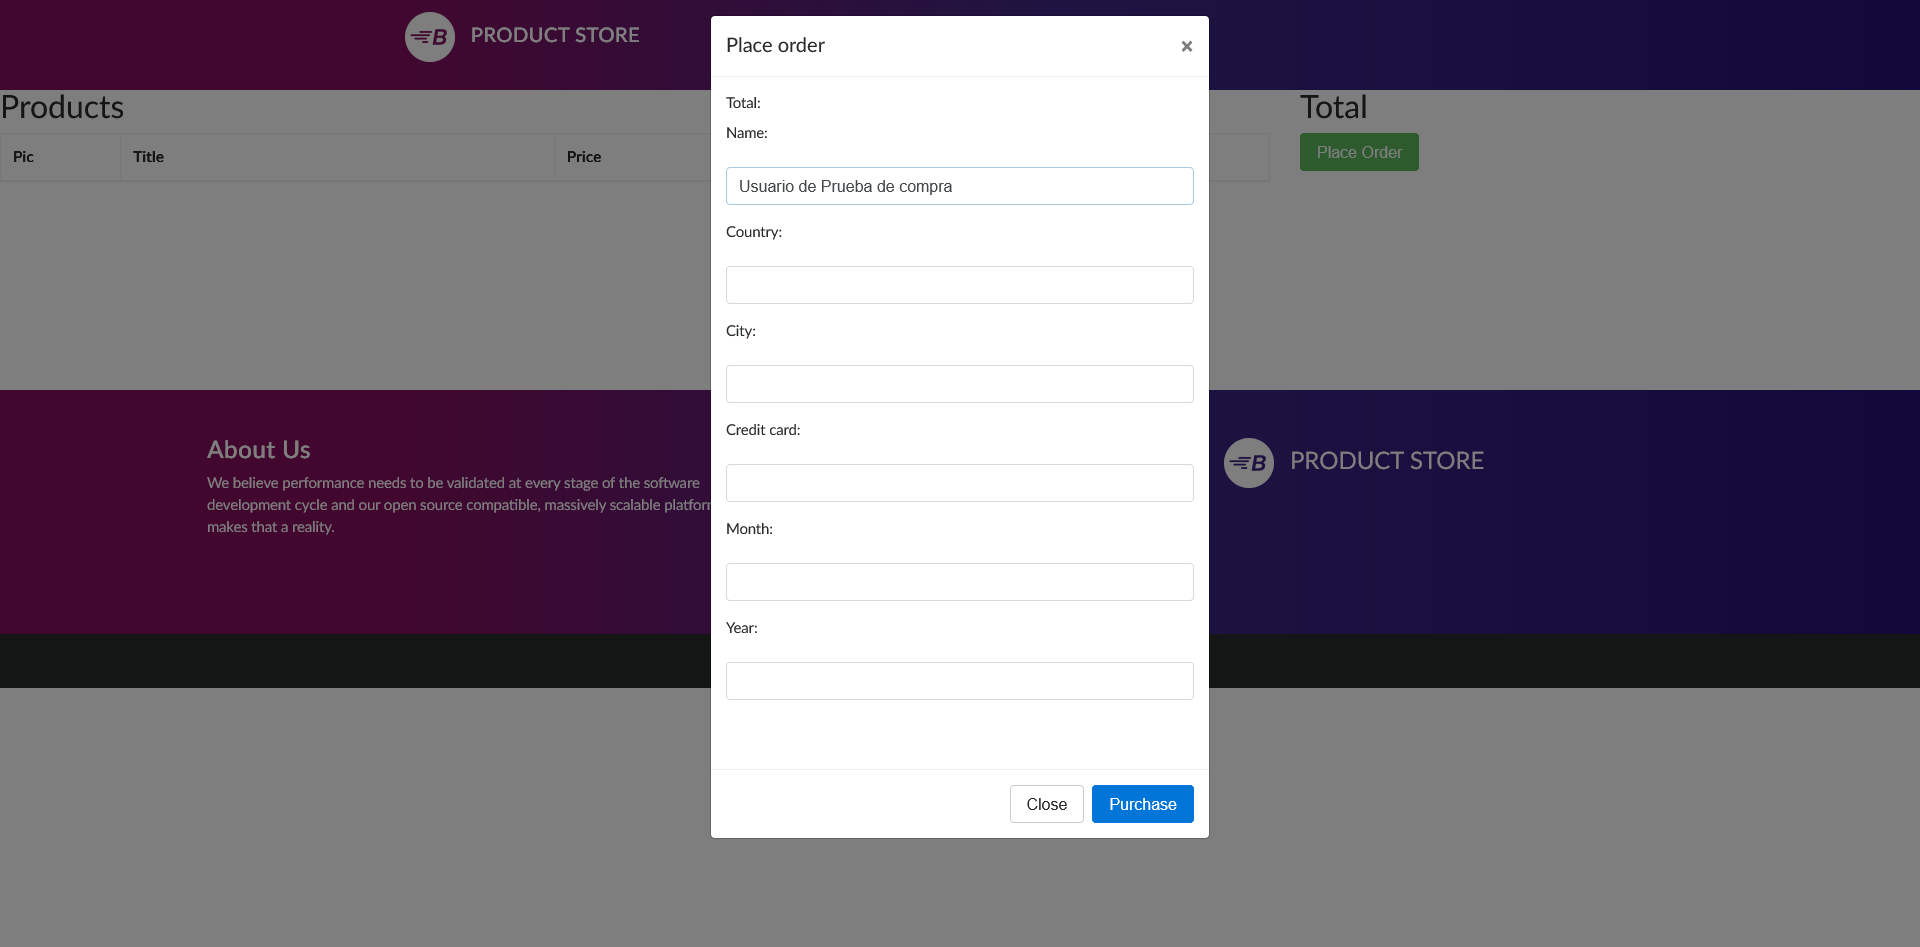 PRODUCT STORE
Place order
×
Products
Total
Pic
Title
Price
Place Order
Total:
Name:
Usuario de Prueba de compra
Country:
City:
Credit card:
Month:
Year:
Close
Purchase
About Us
We believe performance needs to be validated at every stage of the software
development cycle and our open source compatible, massively scalable platfor
makes that a reality.
B
PRODUCT STORE